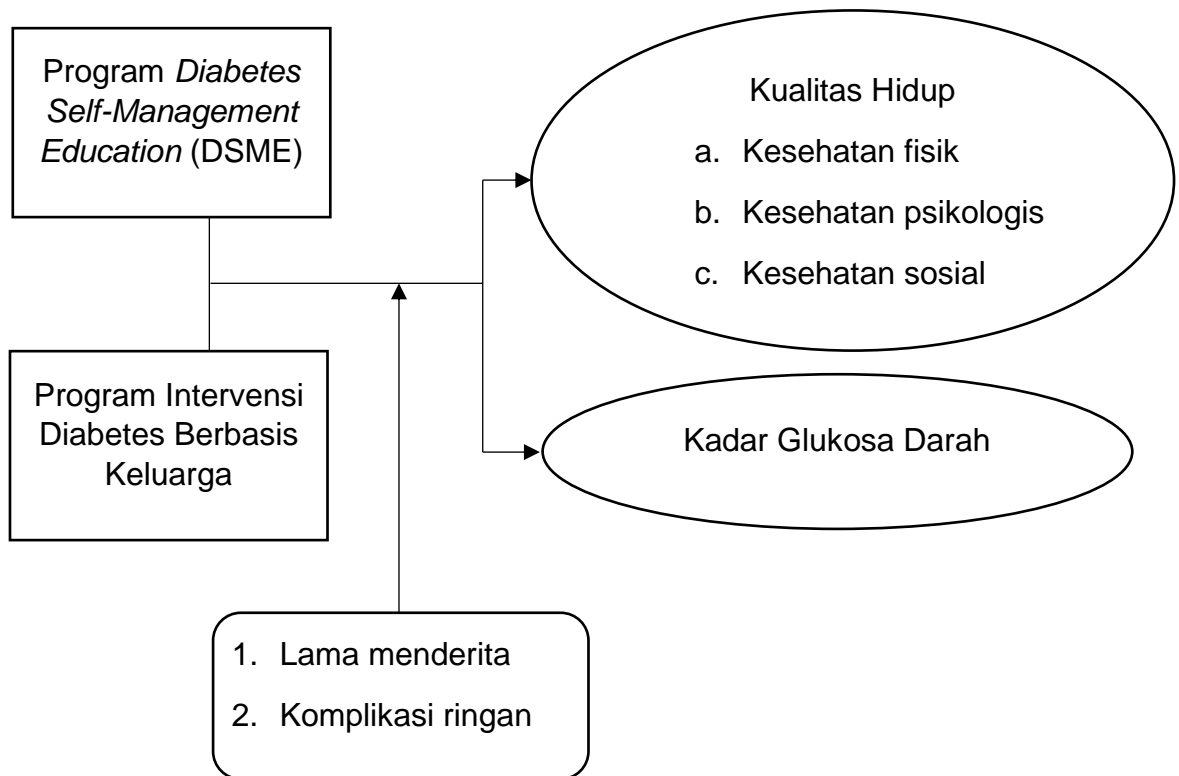 Program Diabetes
Self-Management
Education (DSME)
Kualitas Hidup
a. Kesehatan fisik
b. Kesehatan psikologis
c. Kesehatan sosial
Program Intervensi
Diabetes Berbasis
Keluarga
Kadar Glukosa Darah
1. Lama menderita
2. Komplikasi ringan